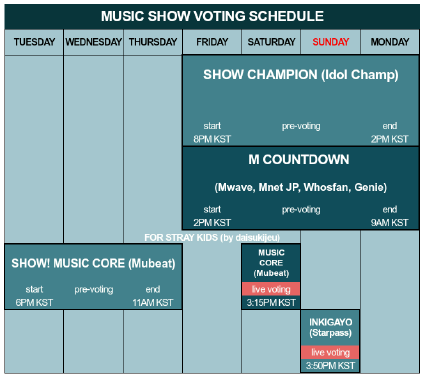 MUSIC SHOW VOTING SCHEDULE
TUESDAY WEDNESDAY THURSDAY FRIDAY SATURDAY SUNDAY MONDAY
SHOW CHAMPION (Idol Champ)
start pre-voting end
8PM KST 2PM KST
M COUNTDOWN
(Mwave, Mnet JP, Whosfan, Genie)
start pre-voting end
2PM KST 9AM KST
FOR STRAY KIDS (by daisukijeu)
SHOW! MUSIC CORE (Mubeat)
start pre-voting end
6PM KST 11AM KST
MUSIC
CORE
(Mubeat)
live voting
3:15PM KST
INKIGAYO
(Starpass)
live voting
3:50PM KST